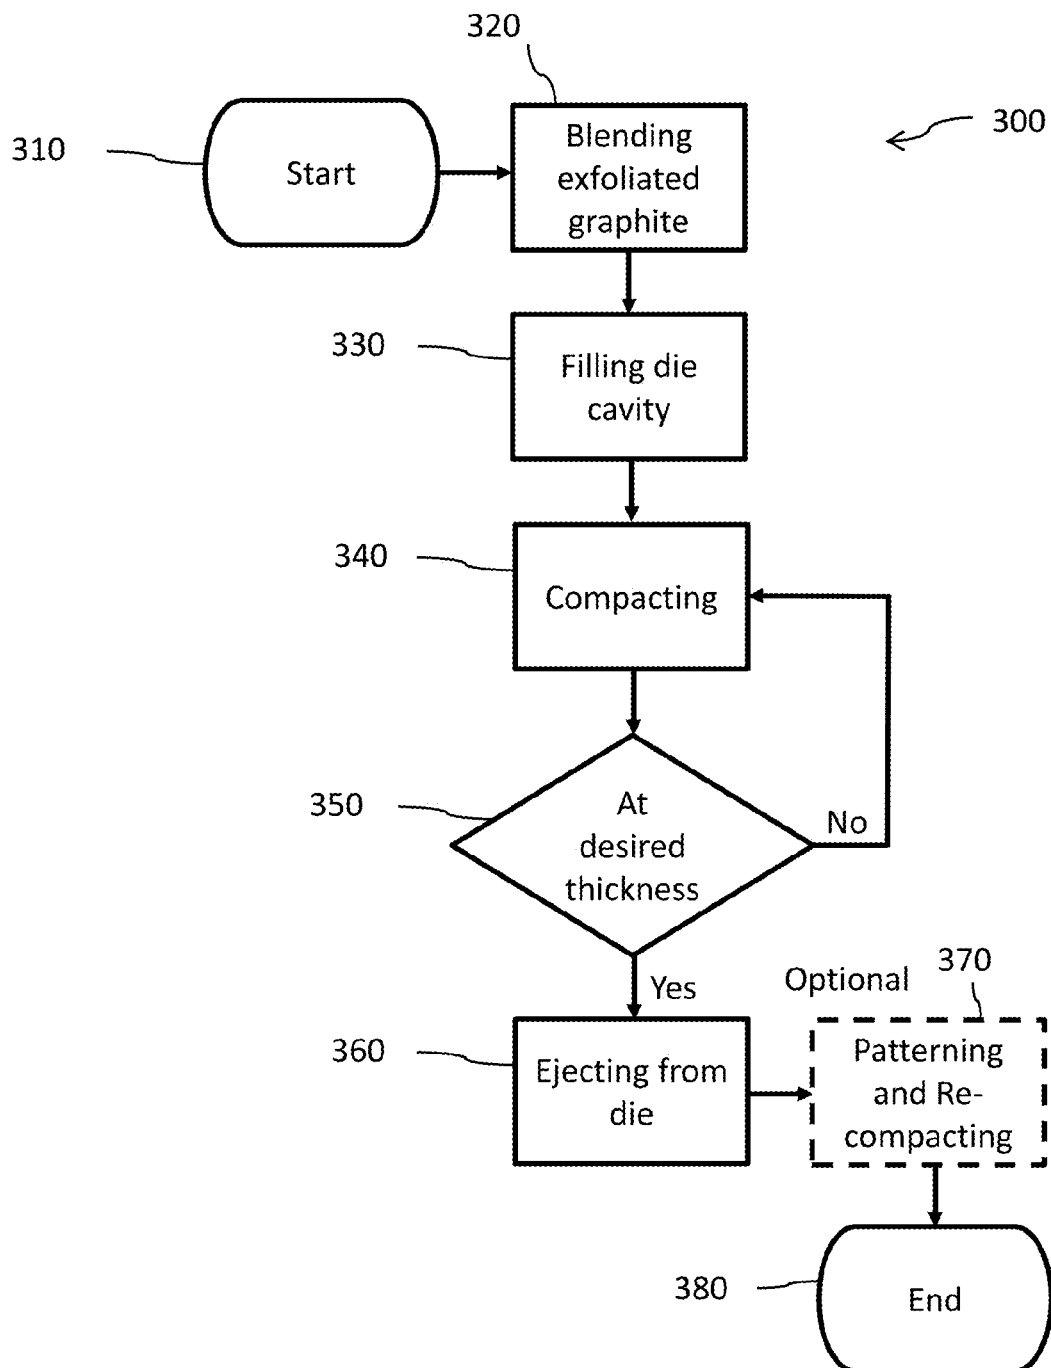 320
300
310
Start
Blending
exfoliated
graphite
330
Filling die
cavity
340
Compacting
350
At
desired
thickness
No
Yes
Optional
370
360
Ejecting from
die
Patterning
and Re-
compacting
380
End